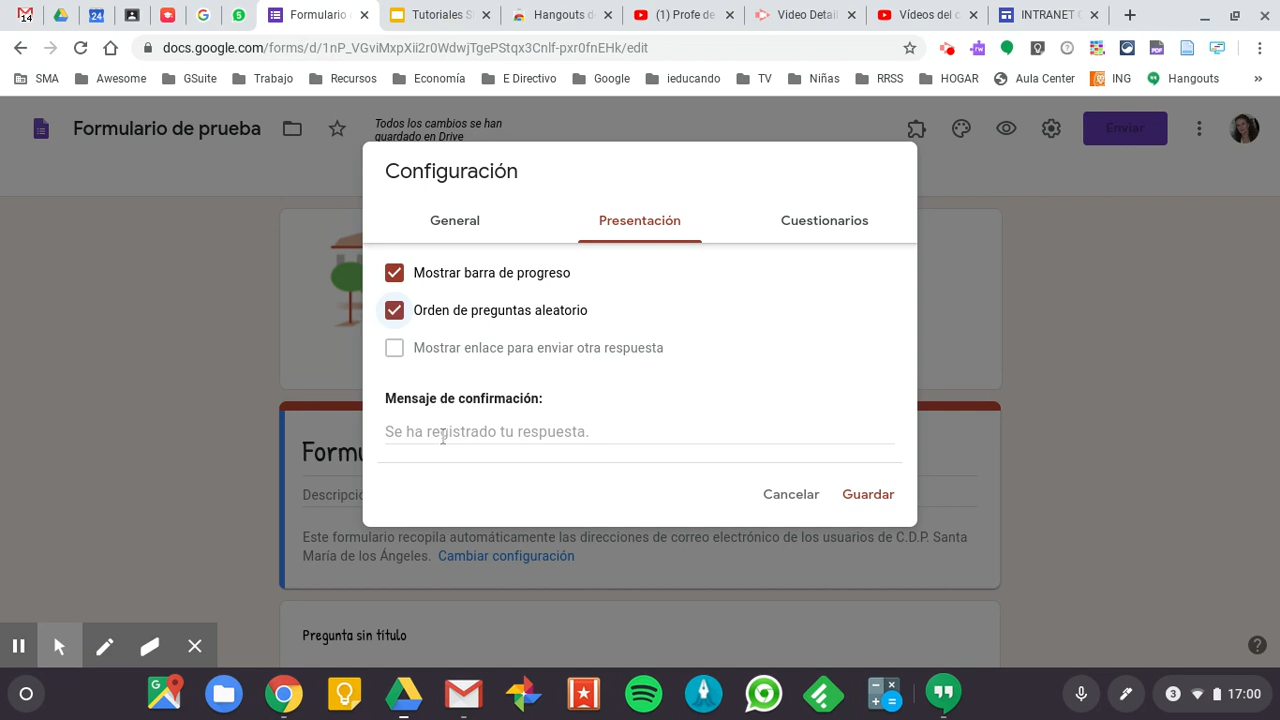 14
24
5
Formulario d
Tutoriales S
Hangouts d
(1) Profe de
Video Detail
Vídeos del c
INTRANET
docs.google.com/forms/d/1nP_VGviMxpXii2r0WdwjTgePStqx3Cnlf-pxr0fnEHk/edit
SMA
Awesome
GSuite
Trabajo
Recursos
Economía
E Directivo
Google
ieducando
TV
Niñas
RRSS
HOGAR
Aula Center
ING
Hangouts
»
Formulario de prueba
Todos los cambios se han
guardado en Drive
Enviar
Configuración
General
Presentación
Cuestionarios
Mostrar barra de progreso
Orden de preguntas aleatorio
Mostrar enlace para enviar otra respuesta
Mensaje de confirmación:
Se ha registrado tu respuesta.
Cancelar
Guardar
Formu
Descripció
Este formulario recopila automáticamente las direcciones de correo electrónico de los usuarios de C.D.P. Santa
María de los Ángeles. Cambiar configuración
Pregunta sin título
3
17:00